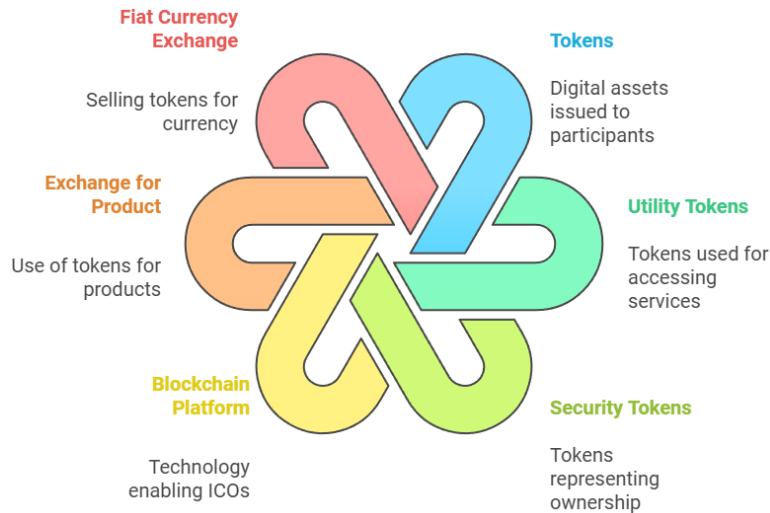 Fiat Currency
Exchange
Selling tokens for
currency
Tokens
Digital assets
issued to
participants
Exchange for
Product
Use of tokens for
products
Utility Tokens
Tokens used for
accessing
services
Blockchain
Platform
Technology
enabling ICOs
Security Tokens
Tokens
representing
ownership